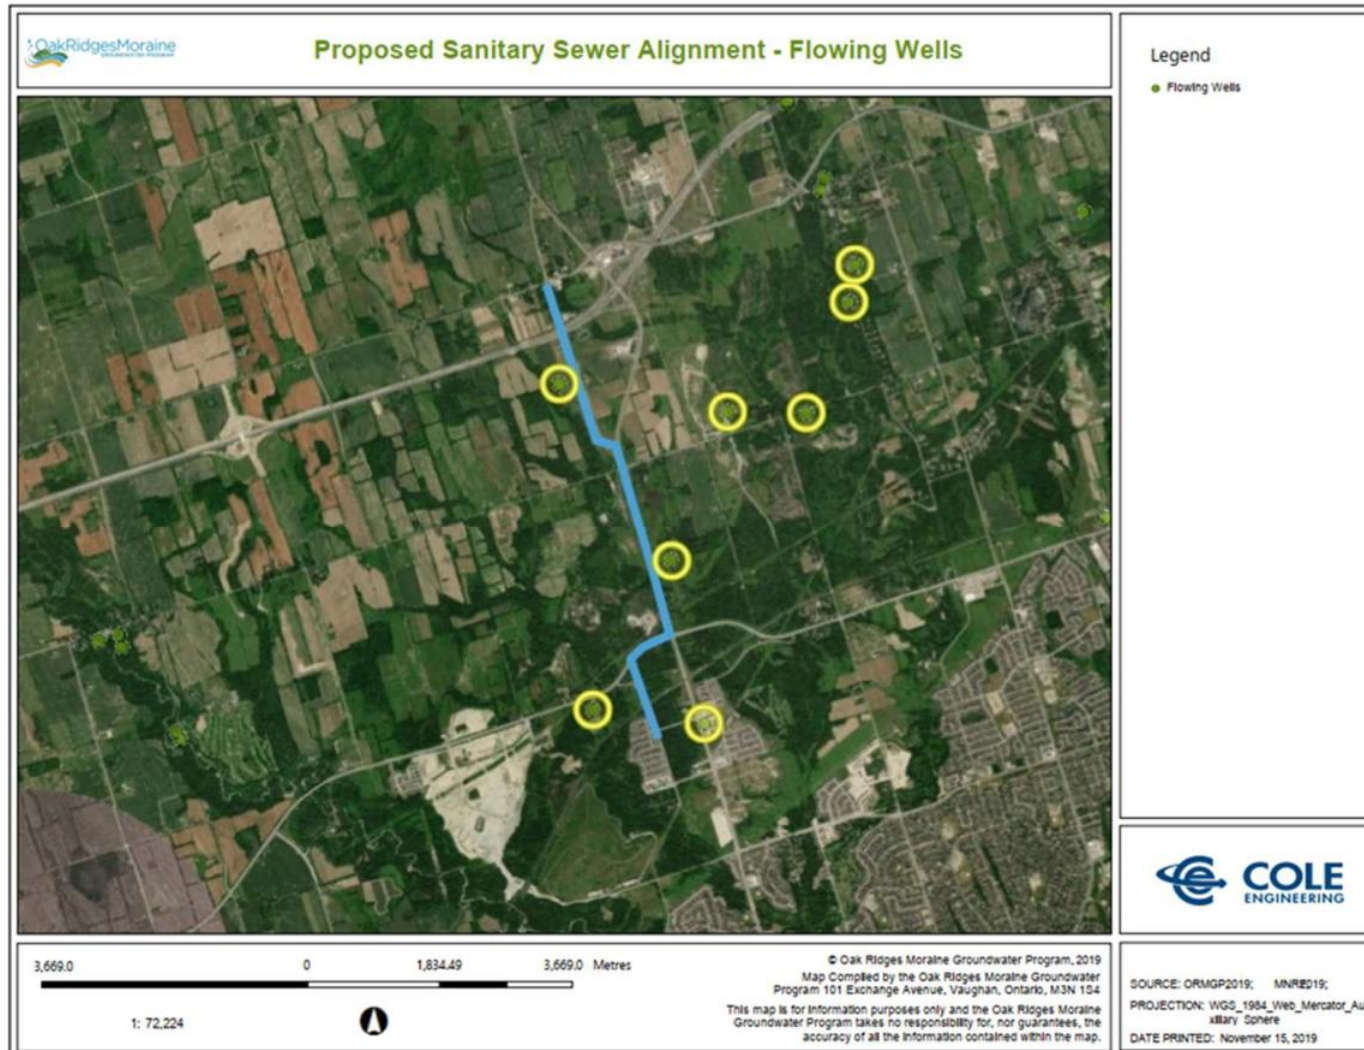 OakRidgesMoraine
GROUNDWATER PROGRAM
Proposed Sanitary Sewer Alignment - Flowing Wells
Legend
Flowing Wells
COLE
ENGINEERING
3,669.0 0 1,834.49 3,669.0 Metres
1: 72,224
© Oak Ridges Moraine Groundwater Program, 2019
Map Compiled by the Oak Ridges Moraine Groundwater
Program 101 Exchange Avenue, Vaughan, Ontario, M3N 1S4
This map is for information purposes only and the Oak Ridges Moraine
Groundwater Program takes no responsibility for, nor guarantees, the
accuracy of all the information contained within the map.
SOURCE: ORMGP2019; MNRF2019;
PROJECTION: WGS_1984_Web_Mercator_Au
xiliary_Sphere
DATE PRINTED: November 15, 2019